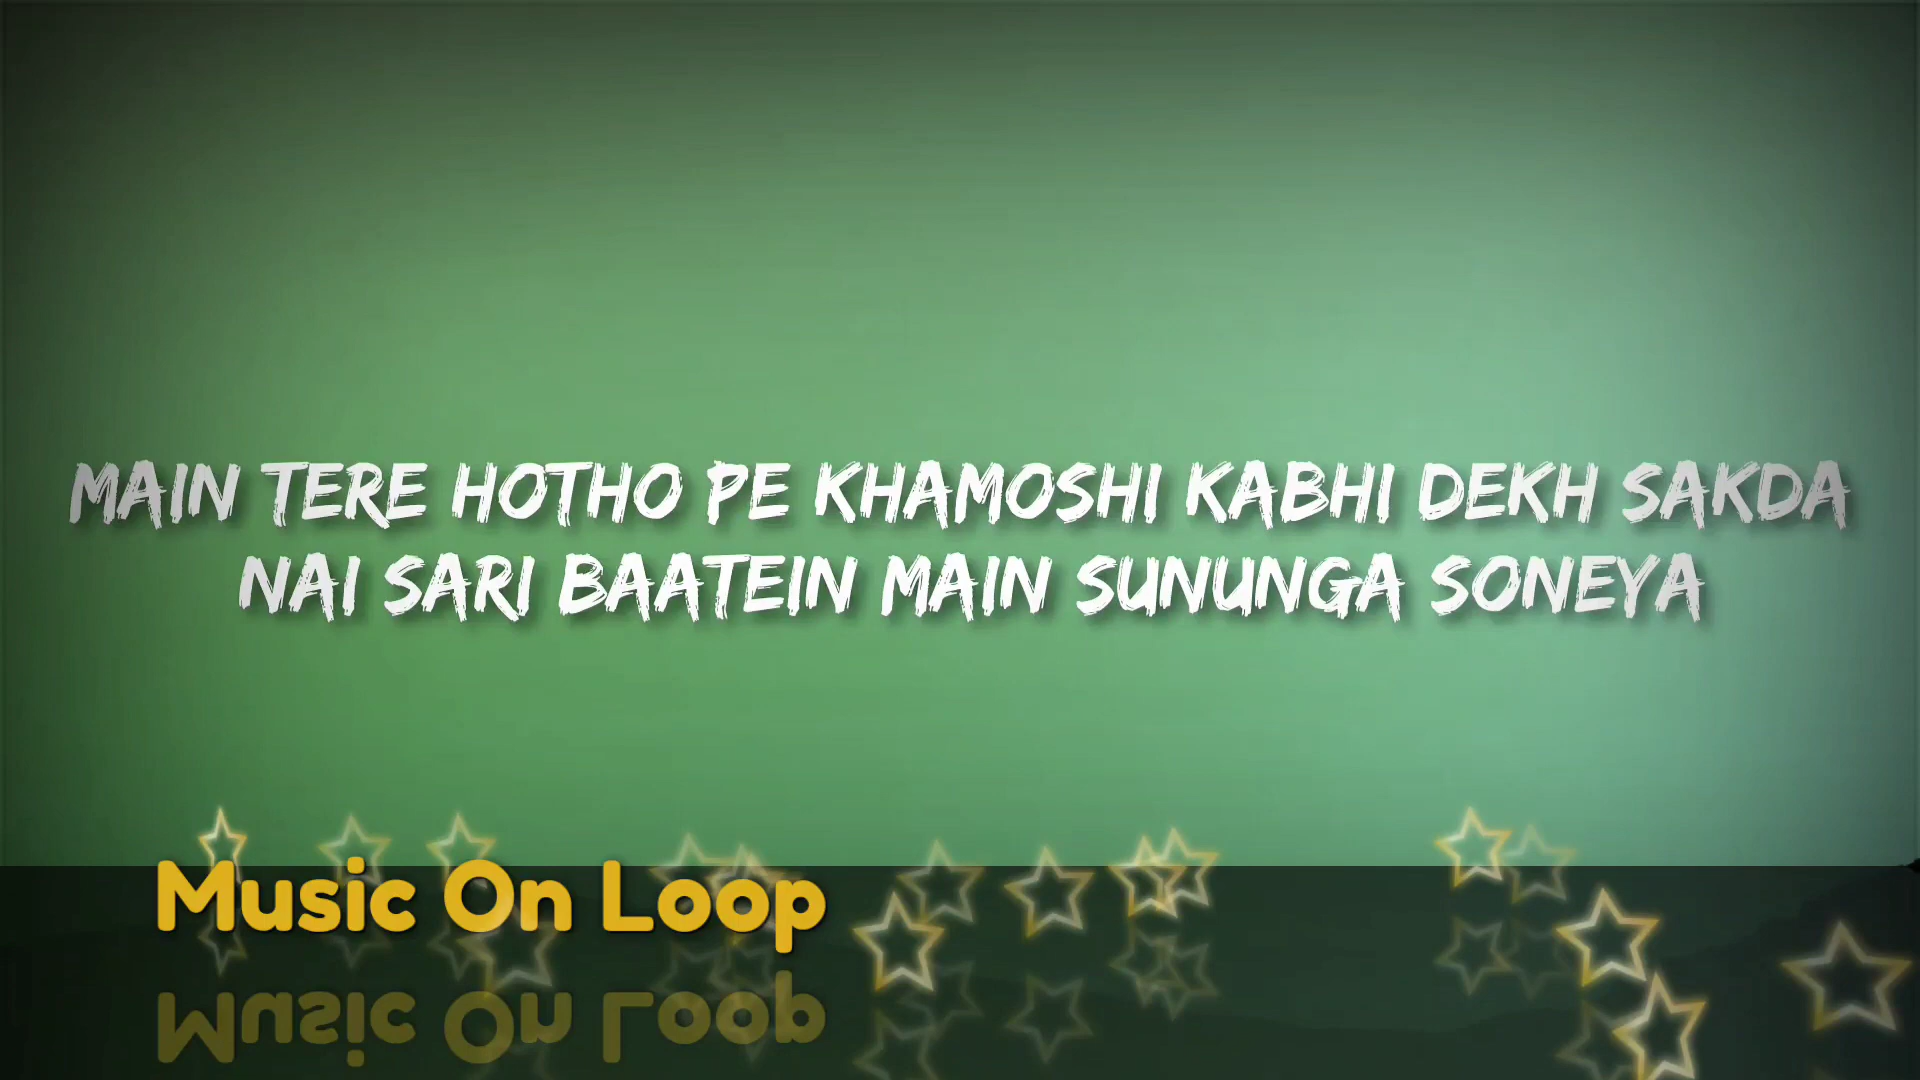 MAIN TERE HOTHO PE KHAMOSHI KABHI DEKH SAKDA
NAI SARI BAATEIN MAIN SUNUNGA SONEYA
Music On Loop